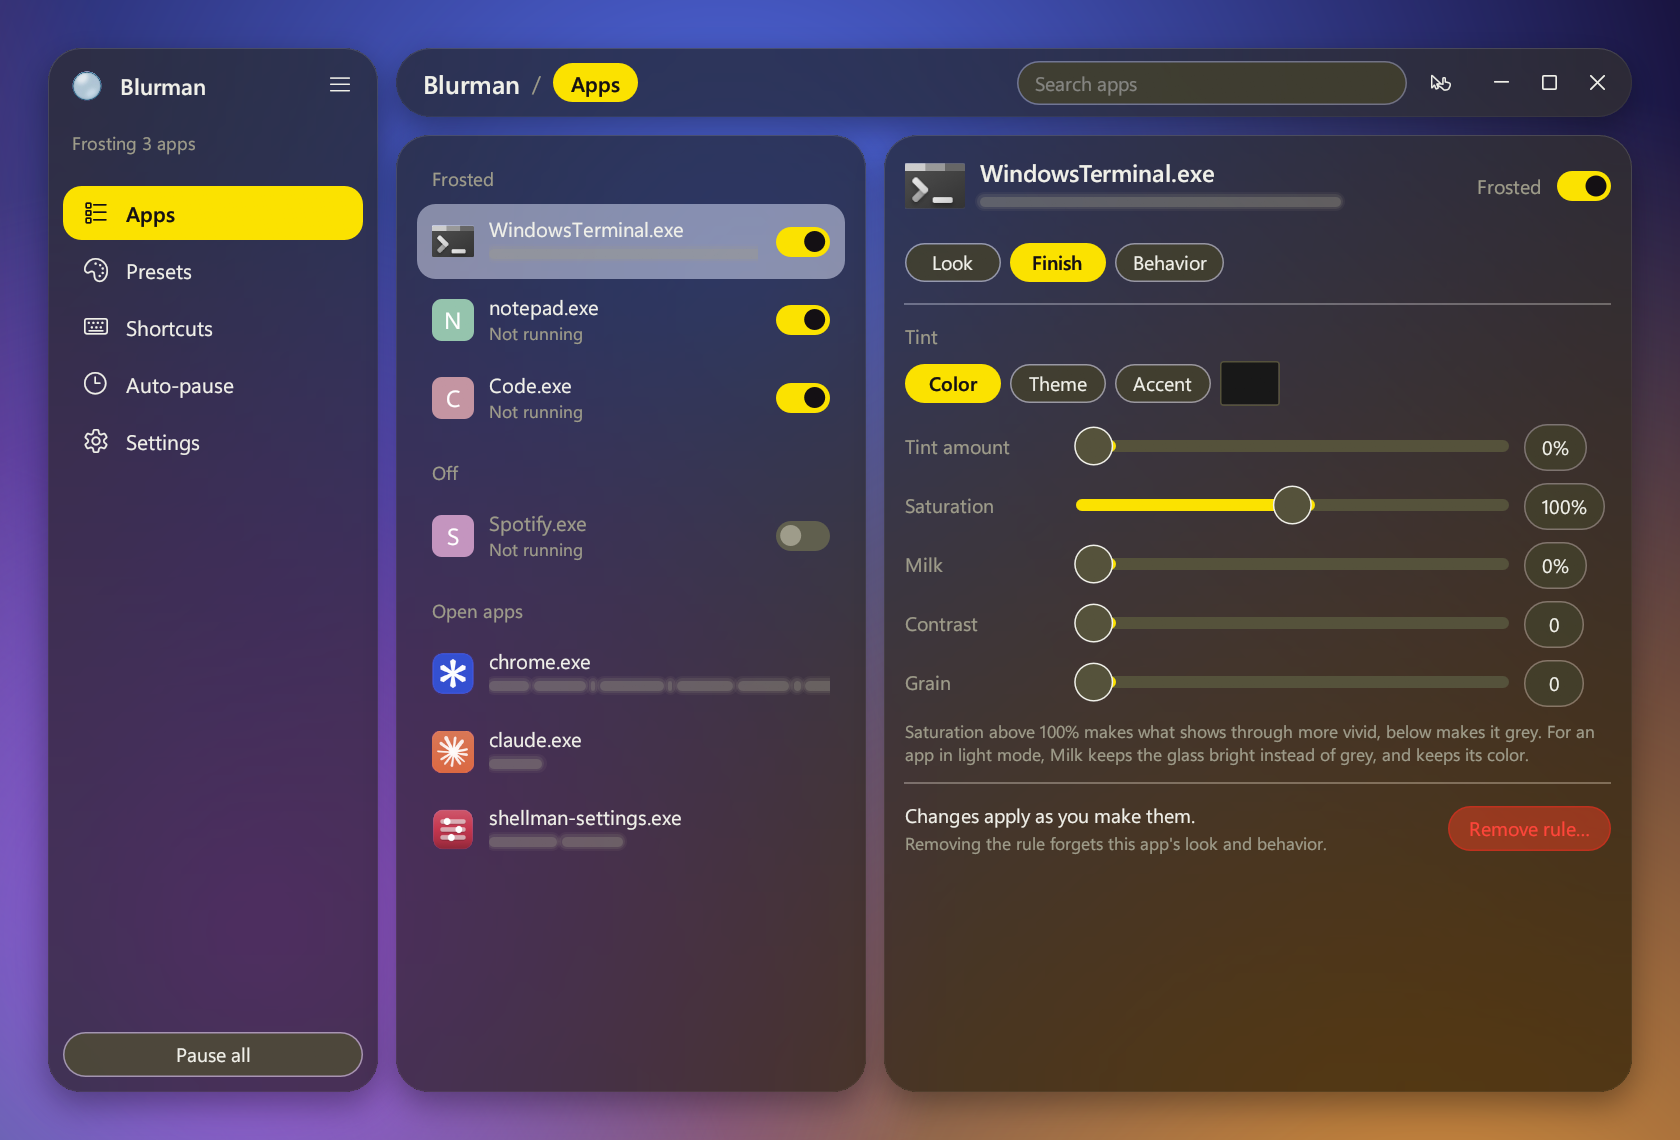 Blurman
Frosting 3 apps
Apps
Presets
Shortcuts
Auto-pause
Settings
Pause all
Blurman / Apps
Search apps
Frosted
WindowsTerminal.exe
N
notepad.exe
Not running
C
Code.exe
Not running
Off
S
Spotify.exe
Not running
Open apps
chrome.exe
claude.exe
shellman-settings.exe
WindowsTerminal.exe
Frosted
Look Finish Behavior
Tint
Color Theme Accent
Tint amount 0%
Saturation 100%
Milk 0%
Contrast 0
Grain 0
Saturation above 100% makes what shows through more vivid, below makes it grey. For an
app in light mode, Milk keeps the glass bright instead of grey, and keeps its color.
Changes apply as you make them.
Removing the rule forgets this app's look and behavior.
Remove rule...